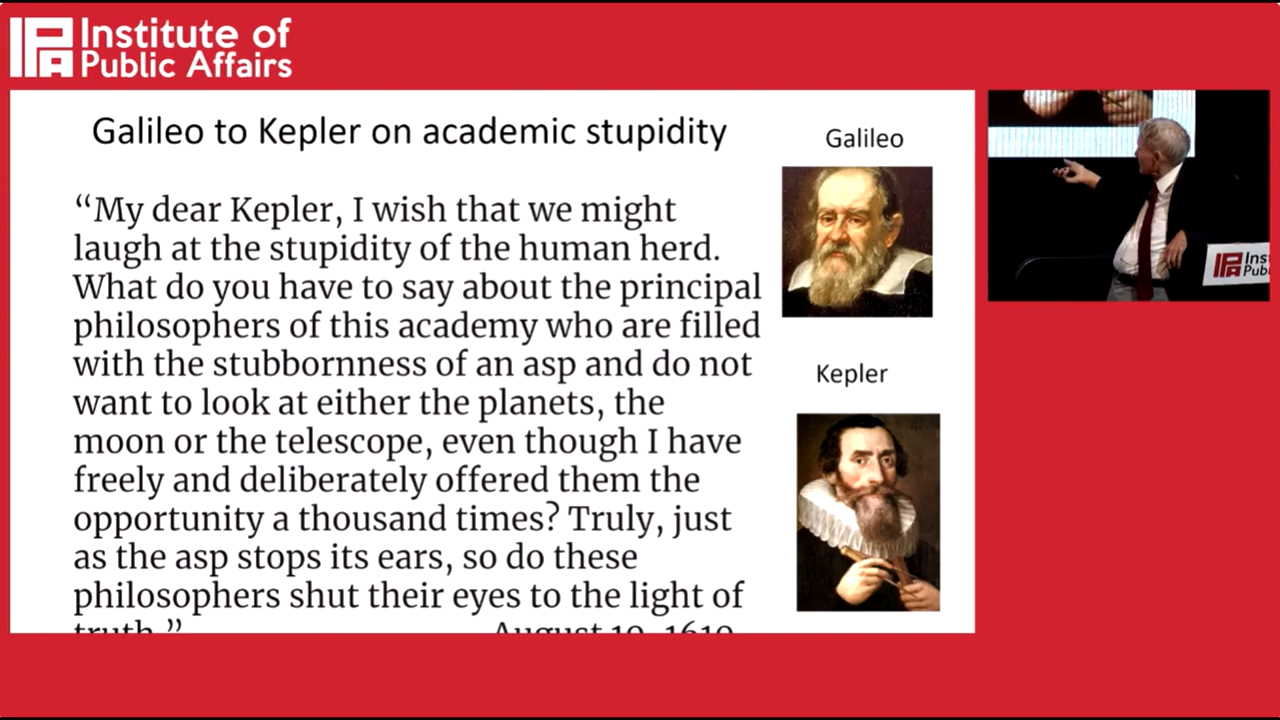 Institute of
Public Affairs
Galileo to Kepler on academic stupidity
Galileo
“My dear Kepler, I wish that we might
laugh at the stupidity of the human herd.
What do you have to say about the principal
philosophers of this academy who are filled
with the stubbornness of an asp and do not
want to look at either the planets, the
moon or the telescope, even though I have
freely and deliberately offered them the
opportunity a thousand times? Truly, just
as the asp stops its ears, so do these
philosophers shut their eyes to the light of
truth.” August 19, 1610
Kepler
IPA Inst
Publ